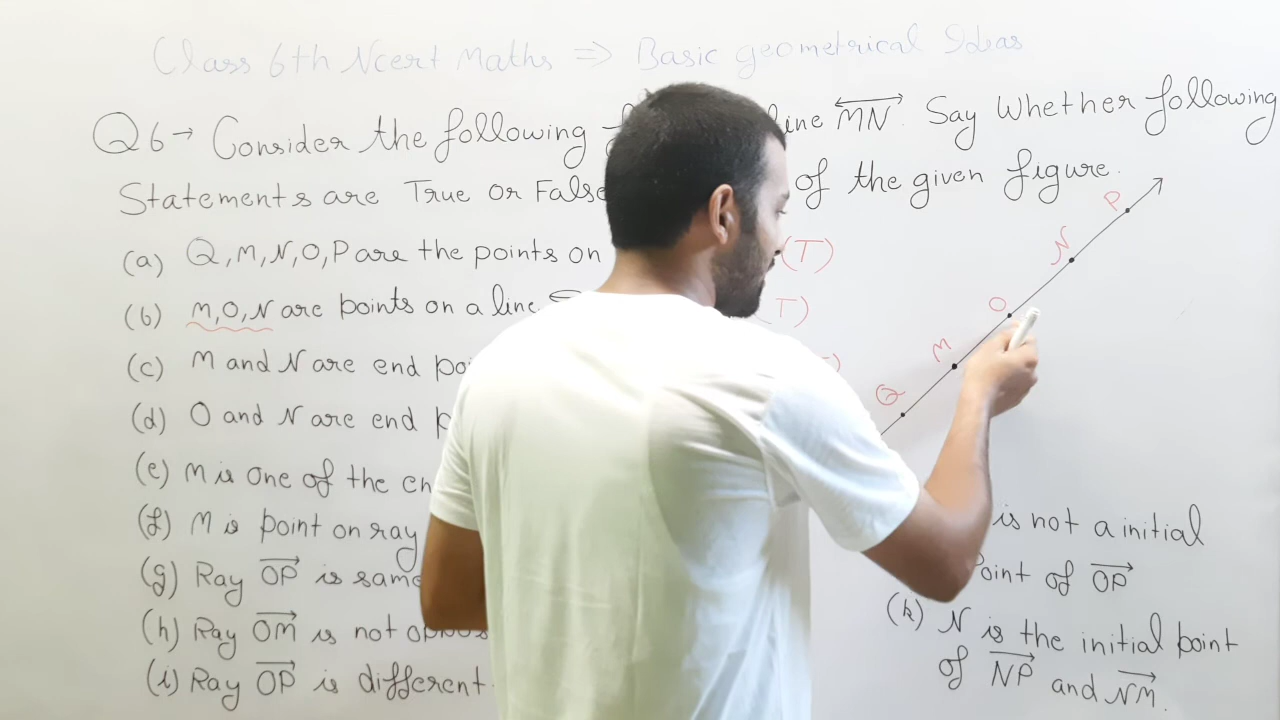 Class 6th Ncert Maths ⇒ Basic geometrical Ideas
Q6→ Consider the following line MN. Say Whether following
Statements are True or False of the given figure.
(a) Q,M,N,O,P are the points on (T)
(b) M,O,N are points on a line (T)
(c) M and N are end
(d) O and N are end
(e) M is one of the
(f) M is point on ray
(g) Ray OP is same
(h) Ray OM is not
(i) Ray OP is different
P
N
O
M
Q
is not a initial
Point of OP
(k) N is the initial point
of NP and NM.